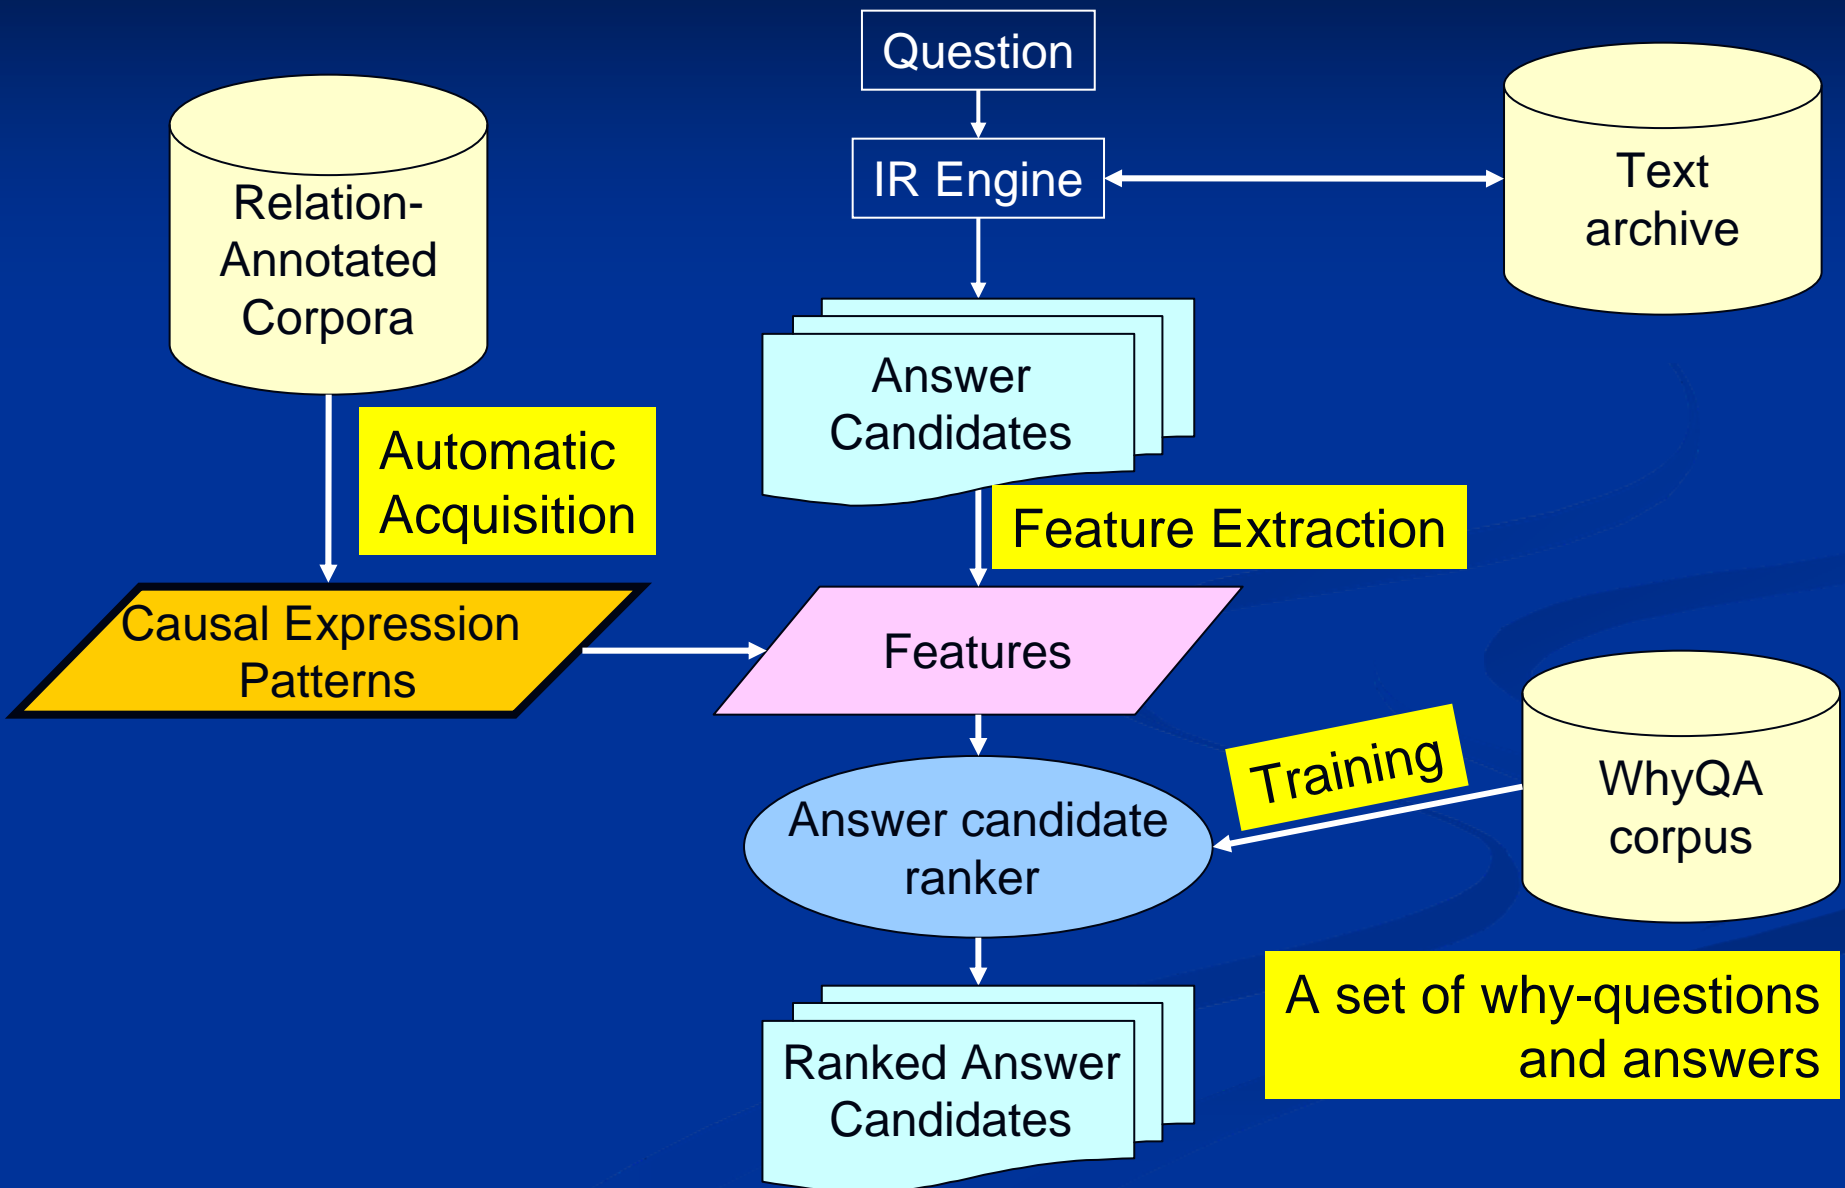 Question
IR Engine
Text
archive
Relation-
Annotated
Corpora
Answer
Candidates
Automatic
Acquisition
Feature Extraction
Causal Expression
Patterns
Features
Training
WhyQA
corpus
Answer candidate
ranker
A set of why-questions
and answers
Ranked Answer
Candidates